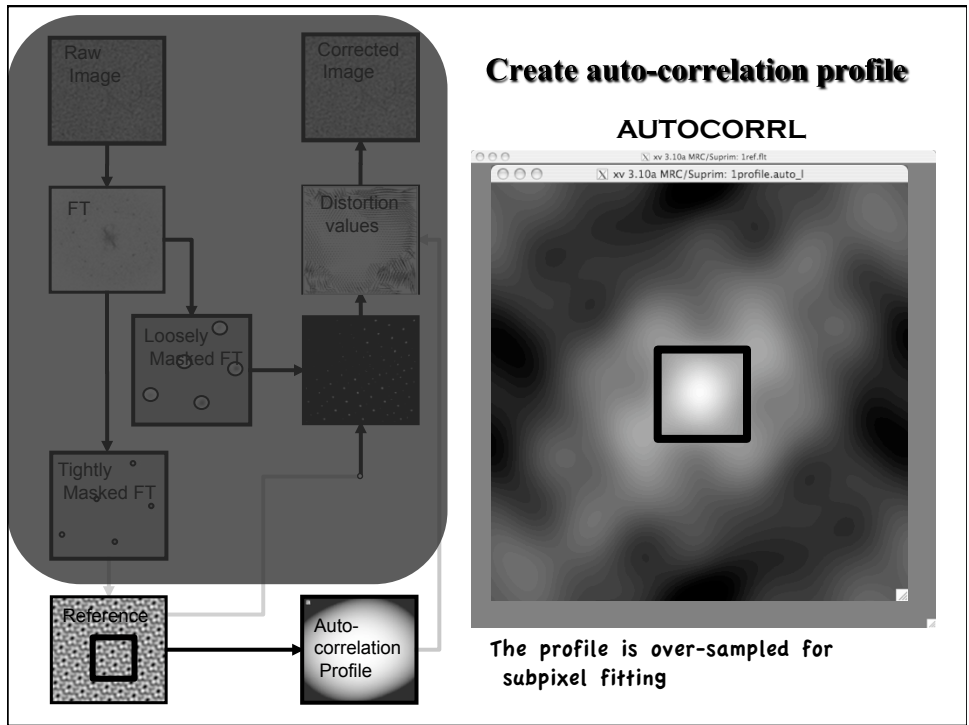 Raw
Image
Corrected
Image
FT
Distortion
values
Loosely
Masked FT
Tightly
Masked FT
Reference
Auto-
correlation
Profile
Create auto-correlation profile
AUTOCORRL
xv 3.10a MRC/Suprim: 1ref.flt
xv 3.10a MRC/Suprim: 1profile.auto_l
The profile is over-sampled for
subpixel fitting